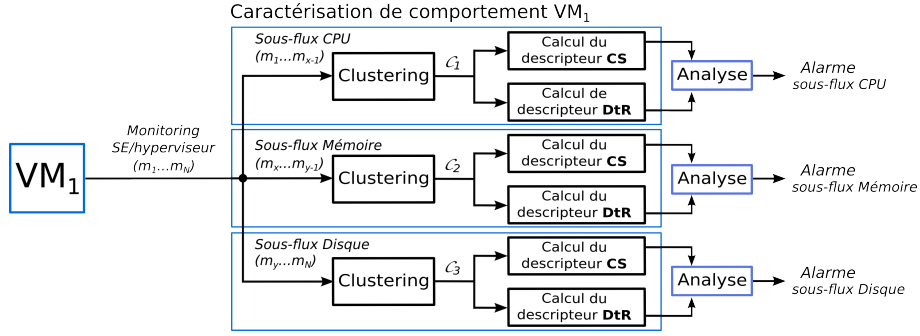 Caractérisation de comportement VM1
Sous-flux CPU
(m1...mx-1)
Clustering
C1
Calcul du
descripteur CS
Calcul de
descripteur DtR
Analyse
Alarme
sous-flux CPU
Monitoring
SE/hyperviseur
(m1...mN)
VM1
Sous-flux Mémoire
(mx...my-1)
Clustering
C2
Calcul du
descripteur CS
Calcul du
descripteur DtR
Analyse
Alarme
sous-flux Mémoire
Sous-flux Disque
(my...mN)
Clustering
C3
Calcul du
descripteur CS
Calcul du
descripteur DtR
Analyse
Alarme
sous-flux Disque